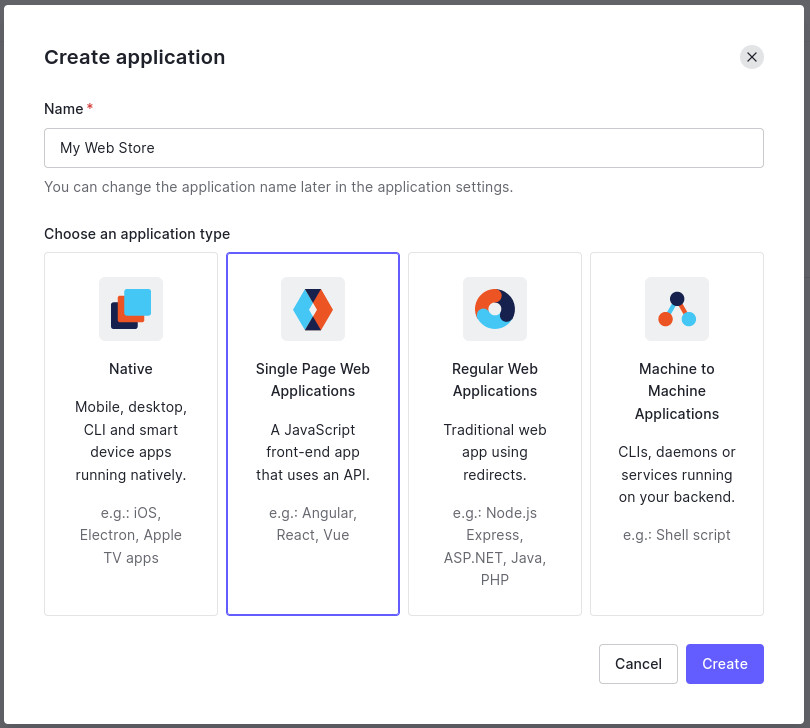 Create application
Name *
My Web Store
You can change the application name later in the application settings.
Choose an application type
Native
Mobile, desktop,
CLI and smart
device apps
running natively.
e.g.: iOS,
Electron, Apple
TV apps
Single Page Web
Applications
A JavaScript
front-end app
that uses an API.
e.g.: Angular,
React, Vue
Regular Web
Applications
Traditional web
app using
redirects.
e.g.: Node.js
Express,
ASP.NET, Java,
PHP
Machine to
Machine
Applications
CLIs, daemons or
services running
on your backend.
e.g.: Shell script
Cancel
Create